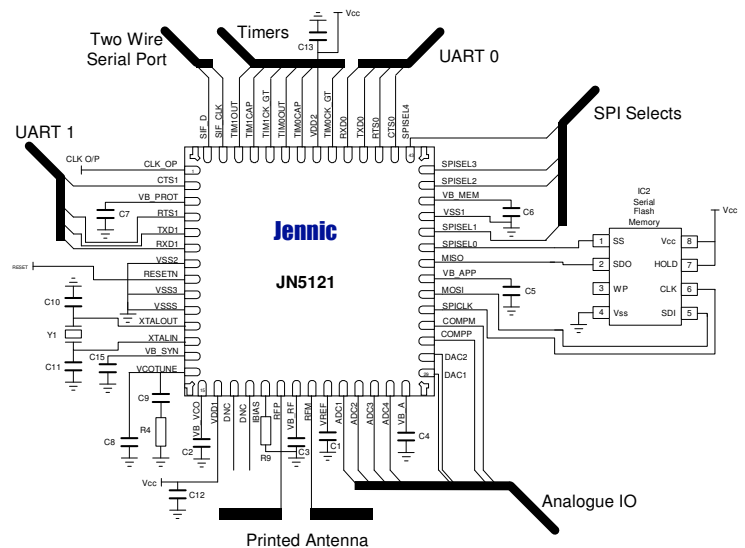 Two Wire
Serial Port
Timers
C13
Vcc
UART 0
SPI Selects
SIF_D
SIF_CLK
TIM1OUT
TIM1CAP
TIM1CK_GT
TIM0OUT
TIM0CAP
VDD2
TIM0CK_GT
RXD0
TXD0
RTS0
CTS0
SPISEL4
43
UART 1
CLK O/P
CLK_OP
1
CTS1
VB_PROT
C7
RTS1
TXD1
RXD1
VSS2
RESET
RESETN
VSS3
C10
VSSS
XTALOUT
Y1
XTALIN
C15
VB_SYN
C11
VCOTUNE
C9
R4
C8
Jennic
JN5121
SPISEL3
SPISEL2
VB_MEM
VSS1
C6
SPISEL1
SPISEL0
MISO
VB_APP
C5
MOSI
SPICLK
COMPM
COMPP
DAC2
DAC1
29
IC2
Serial
Flash
Memory
Vcc
1 SS Vcc 8
2 SDO HOLD 7
3 WP CLK 6
4 Vss SDI 5
15
VB_VCO
VDD1
DNC
DNC
IBIAS
RFP
VB_RF
RFM
VREF
ADC1
ADC2
ADC3
ADC4
VB_A
C2
R9
C3
C1
C4
Vcc
C12
Analogue IO
Printed Antenna